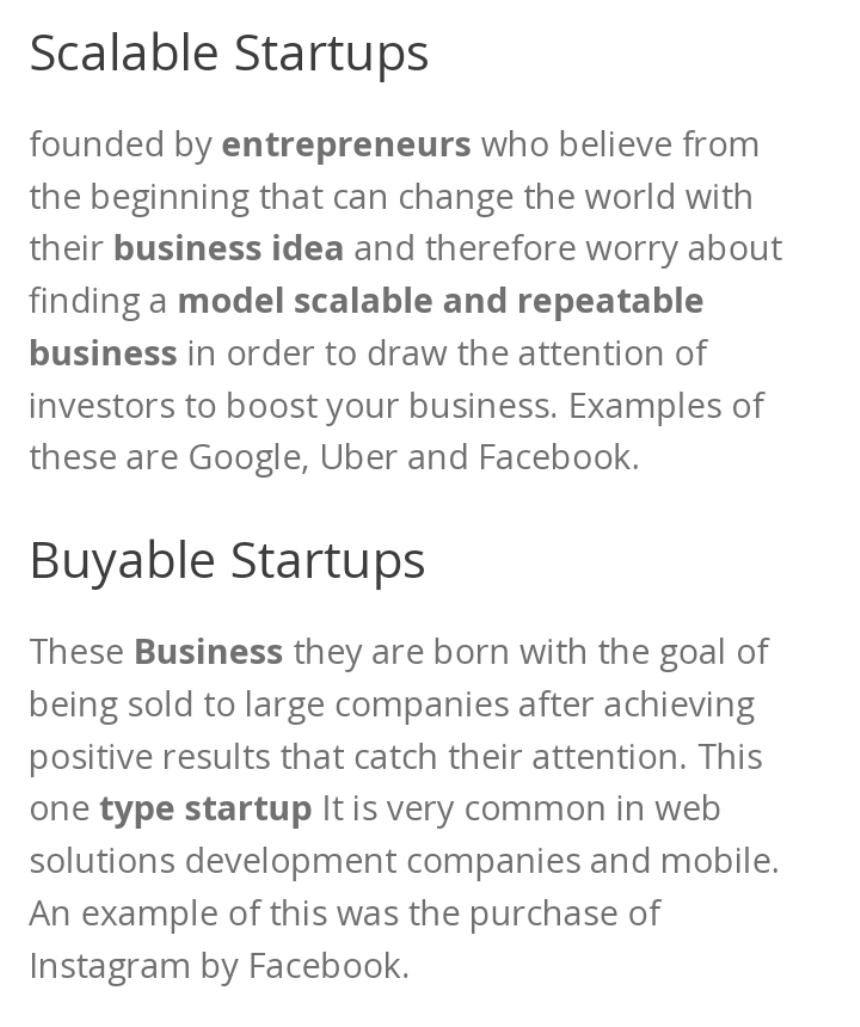 Scalable Startups
founded by entrepreneurs who believe from
the beginning that can change the world with
their business idea and therefore worry about
finding a model scalable and repeatable
business in order to draw the attention of
investors to boost your business. Examples of
these are Google, Uber and Facebook.
Buyable Startups
These Business they are born with the goal of
being sold to large companies after achieving
positive results that catch their attention. This
one type startup It is very common in web
solutions development companies and mobile.
An example of this was the purchase of
Instagram by Facebook.